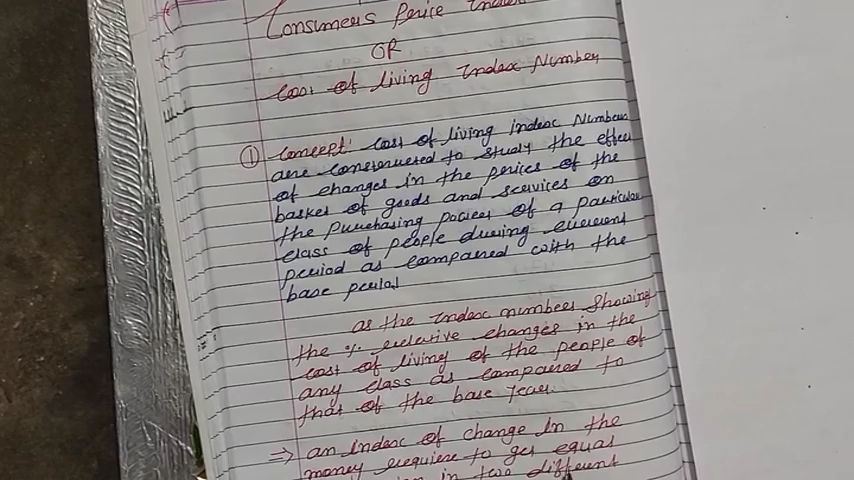 Consumers Price Index
OR
Cost of living Index Number
① Concept: Cost of living index Numbers
are constructed to study the effect
of changes in the prices of the
basket of goods and services on
the purchasing power of a particular
class of people during current
period as compared with the
base period
as the Index numbers showing
the % relative changes in the
cost of living of the people of
any class as compared to
that of the base year.
⇒ an index of change in the
money require to get equal
in two different